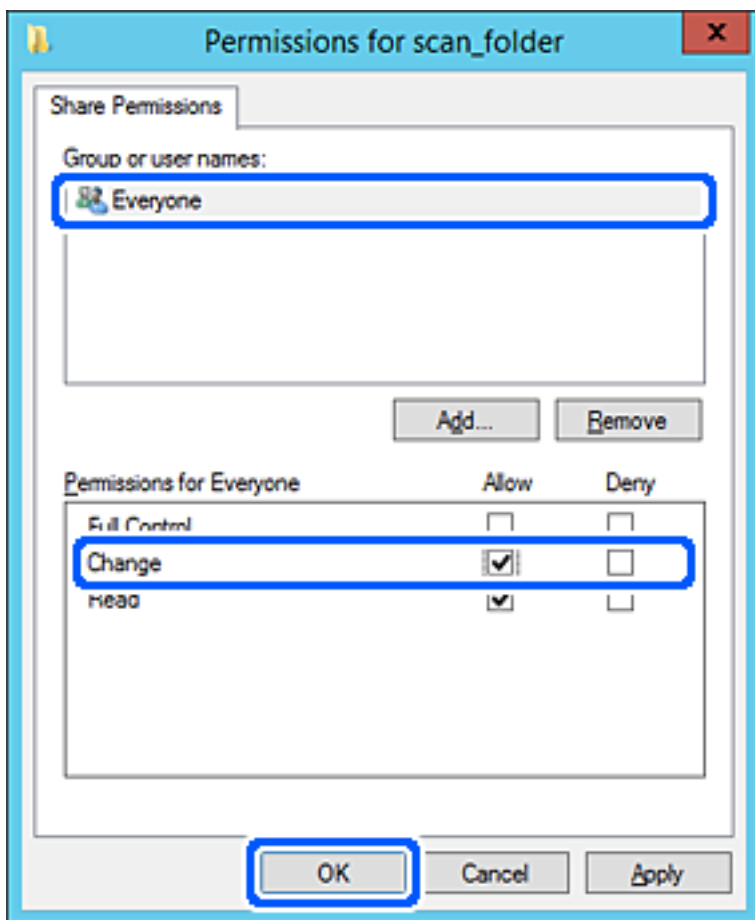 Permissions for scan_folder
x
Share Permissions
Group or user names:
Everyone
Add... Remove
Permissions for Everyone Allow Deny
Full Control
Change
Read
OK Cancel Apply